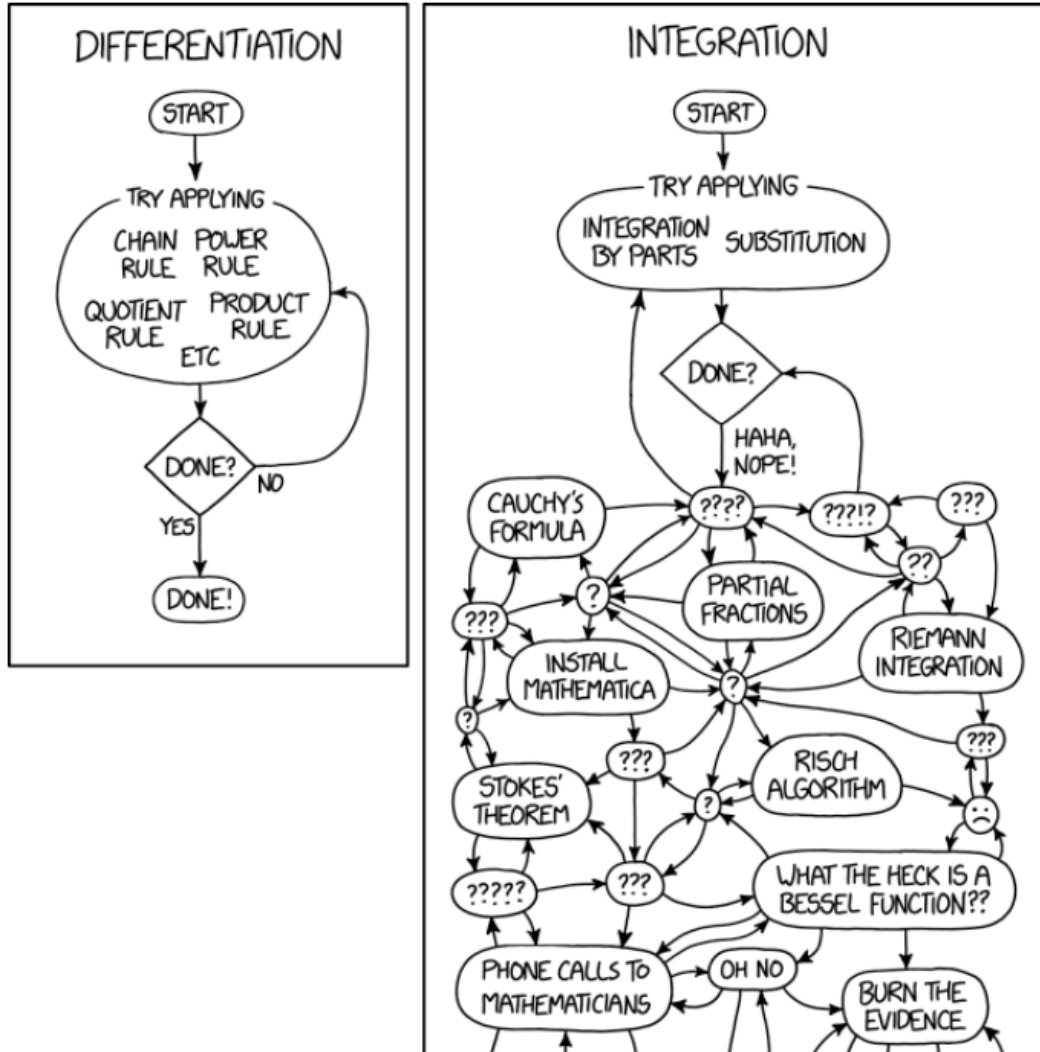 DIFFERENTIATION
START
TRY APPLYING
CHAIN
RULE
POWER
RULE
QUOTIENT
RULE
PRODUCT
RULE
ETC
DONE?
NO
YES
DONE!
INTEGRATION
START
TRY APPLYING
INTEGRATION
BY PARTS
SUBSTITUTION
DONE?
HAHA,
NOPE!
CAUCHY'S
FORMULA
????
???!?
???
??
?
PARTIAL
FRACTIONS
???
RIEMANN
INTEGRATION
INSTALL
MATHEMATICA
?
?
???
???
STOKES'
THEOREM
RISCH
ALGORITHM
?
?????
???
WHAT THE HECK IS A
BESSEL FUNCTION??
PHONE CALLS TO
MATHEMATICIANS
OH NO
BURN THE
EVIDENCE